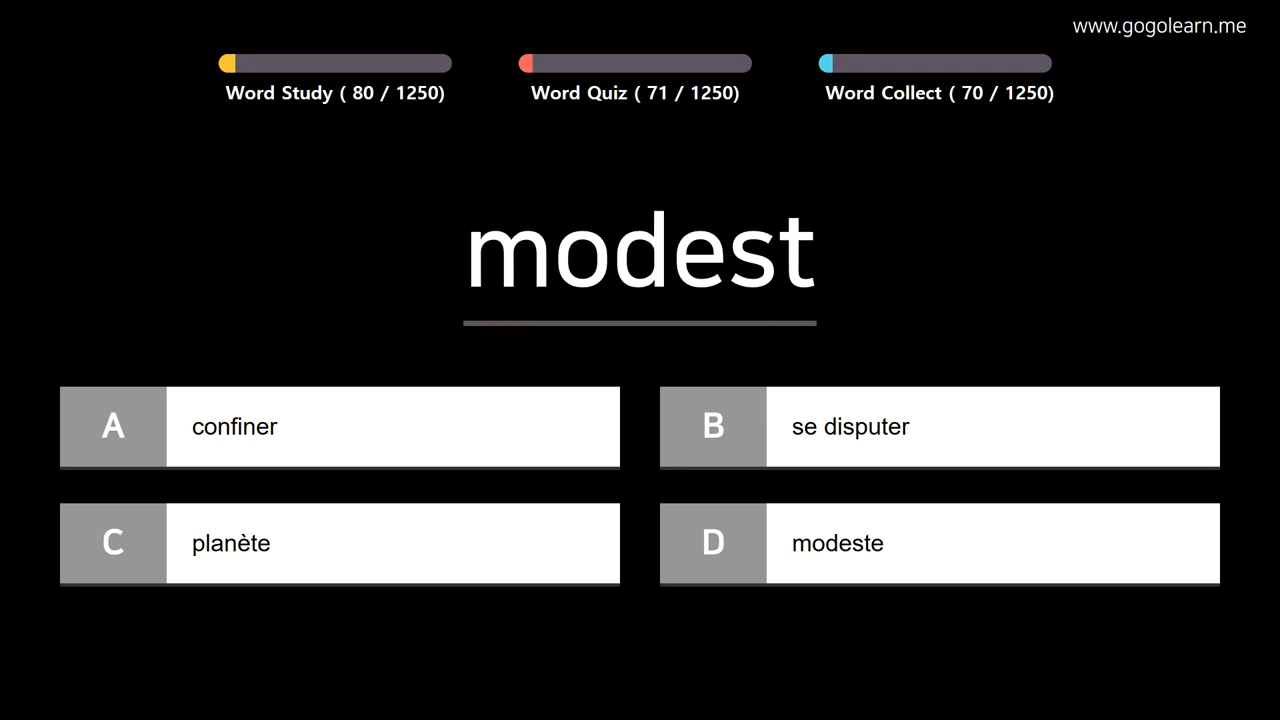 www.gogolearn.me
Word Study ( 80 / 1250)
Word Quiz ( 71 / 1250)
Word Collect ( 70 / 1250)
modest
A confiner
B se disputer
C planète
D modeste